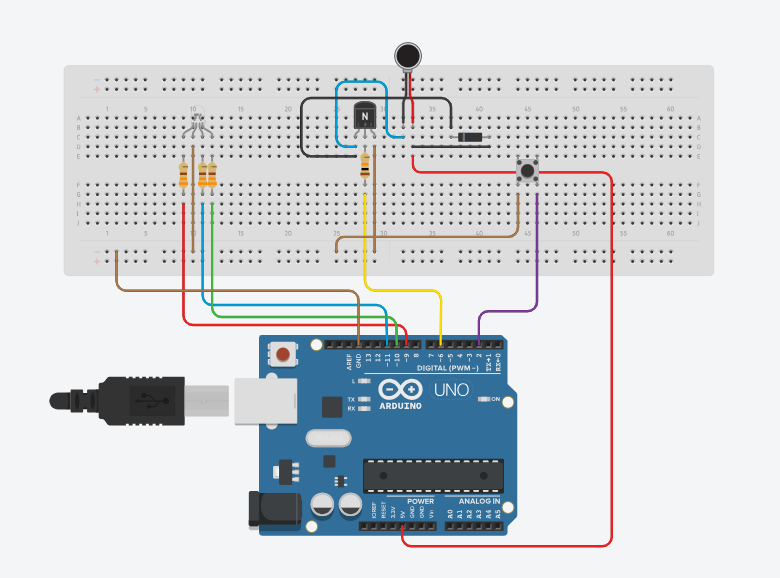 1 5 10 15 20 25 30 35 40 45 50 55 60
A A
B B
C C
D D
E E
N
F F
G G
H H
I I
J J
1 5 10 15 20 25 30 35 40 45 50 55 60
AREF
GND
13
12
~11
~10
~9
8
7
~6
~5
4
~3
2
TX→1
RX←0
DIGITAL (PWM ~)
L
TX
RX
UNO
ARDUINO
ON
POWER
ANALOG IN
IOREF
RESET
3.3V
5V
GND
GND
Vin
A0
A1
A2
A3
A4
A5